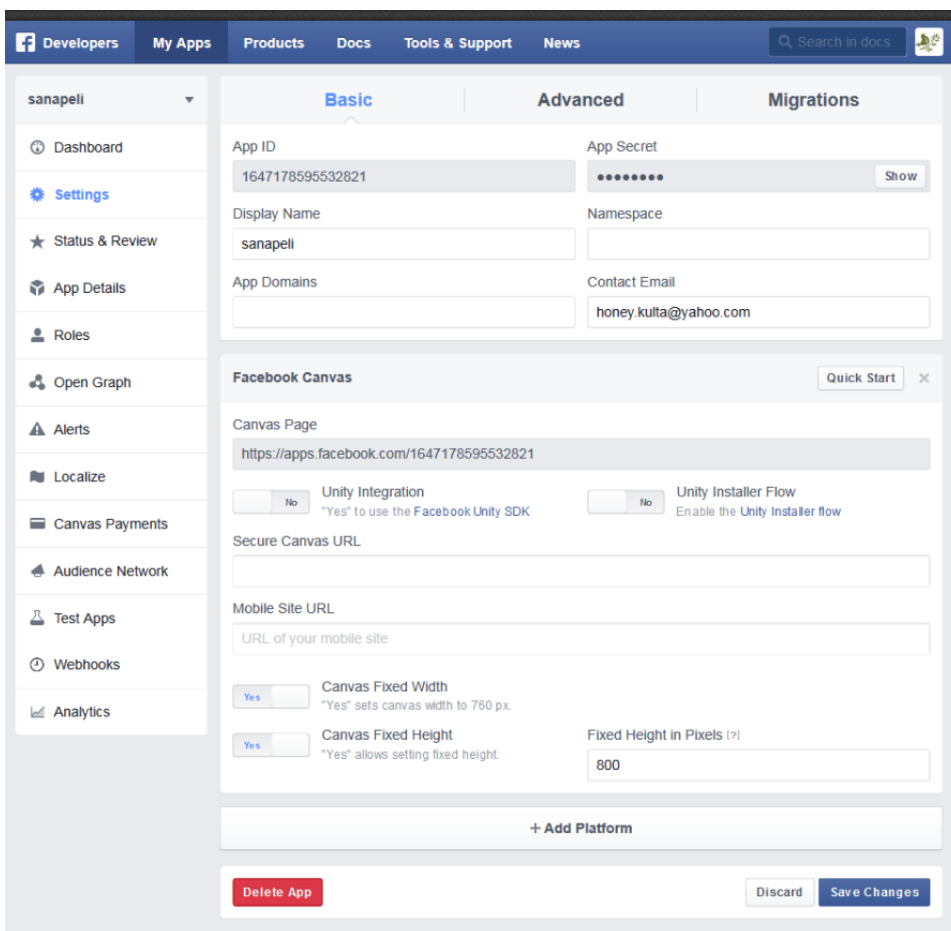 Developers My Apps Products Docs Tools & Support News Search in docs
sanapeli
Dashboard
Settings
Status & Review
App Details
Roles
Open Graph
Alerts
Localize
Canvas Payments
Audience Network
Test Apps
Webhooks
Analytics
Basic Advanced Migrations
App ID App Secret
1647178595532821 •••••••• Show
Display Name Namespace
sanapeli
App Domains Contact Email
honey.kulta@yahoo.com
Facebook Canvas Quick Start
Canvas Page
https://apps.facebook.com/1647178595532821
No Unity Integration No Unity Installer Flow
"Yes" to use the Facebook Unity SDK Enable the Unity Installer flow
Secure Canvas URL
Mobile Site URL
URL of your mobile site
Yes Canvas Fixed Width
"Yes" sets canvas width to 760 px.
Yes Canvas Fixed Height Fixed Height in Pixels [?]
"Yes" allows setting fixed height. 800
+ Add Platform
Delete App Discard Save Changes